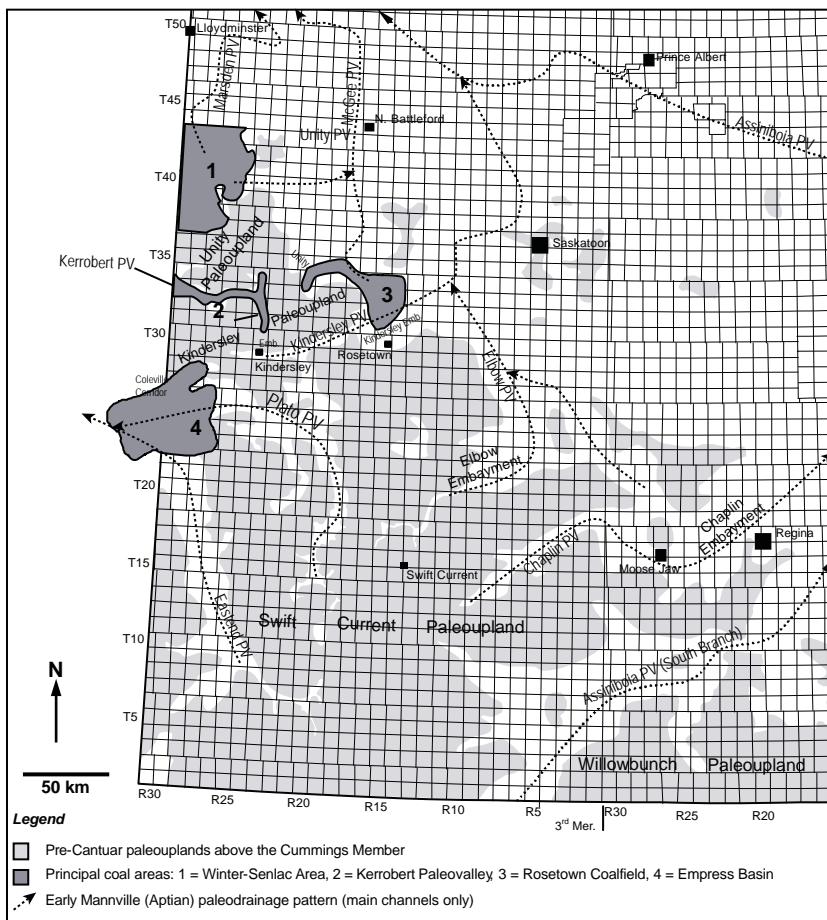 T50
Lloydminster
Marsden PV
McGee PV
Prince Albert
T45
Unity PV
N. Battleford
Assiniboia PV
1
T40
Unity
Paleoupland
T35
Saskatoon
Kerrobert PV
Unity
3
2
Paleoupland
T30
Kindersley
Kindersley PV
Kindersley Emb.
Emb.
Kindersley
Rosetown
Elbow PV
Coleville
Corridor
Plato PV
4
Elbow
Embayment
T20
Chaplin
Embayment
Chaplin PV
Regina
Moose Jaw
T15
Swift Current
Swift Current Paleoupland
Eastend PV
T10
Assiniboia PV (South Branch)
N
T5
Willowbunch Paleoupland
50 km
R30
R25
R20
R15
R10
R5
R30
R25
R20
3rd Mer.
Legend
Pre-Cantuar paleouplands above the Cummings Member
Principal coal areas: 1 = Winter-Senlac Area, 2 = Kerrobert Paleovalley, 3 = Rosetown Coalfield, 4 = Empress Basin
Early Mannville (Aptian) paleodrainage pattern (main channels only)